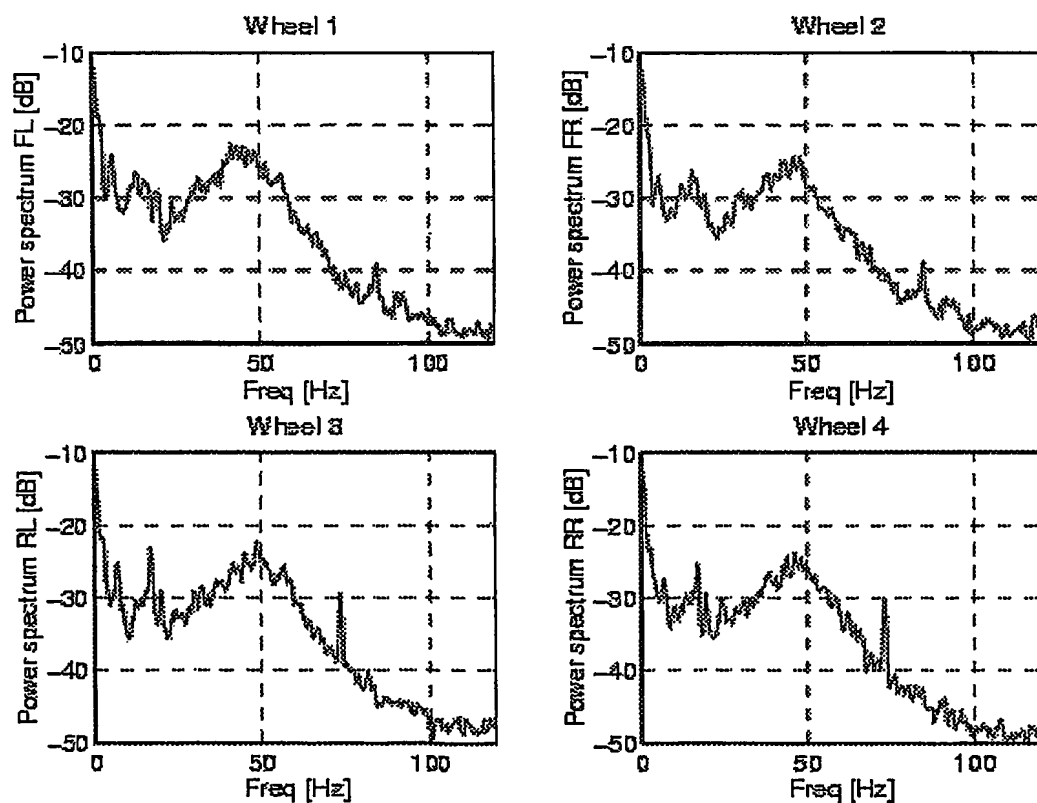 Wheel 1
Wheel 2
Power spectrum FL [dB]
−10
−20
−30
−40
−50
0
50
100
Freq [Hz]
Power spectrum FR [dB]
−10
−20
−30
−40
−50
0
50
100
Freq [Hz]
Wheel 3
Wheel 4
Power spectrum RL [dB]
−10
−20
−30
−40
−50
0
50
100
Freq [Hz]
Power spectrum RR [dB]
−10
−20
−30
−40
−50
0
50
100
Freq [Hz]